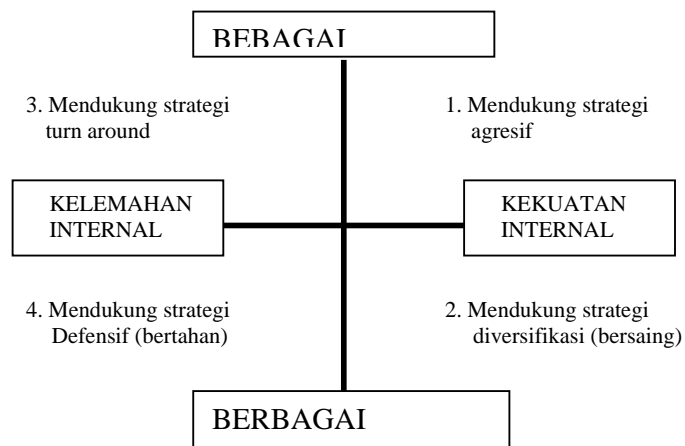 BEBAGAI
3. Mendukung strategi
turn around
1. Mendukung strategi
agresif
KELEMAHAN
INTERNAL
KEKUATAN
INTERNAL
4. Mendukung strategi
Defensif (bertahan)
2. Mendukung strategi
diversifikasi (bersaing)
BERBAGAI